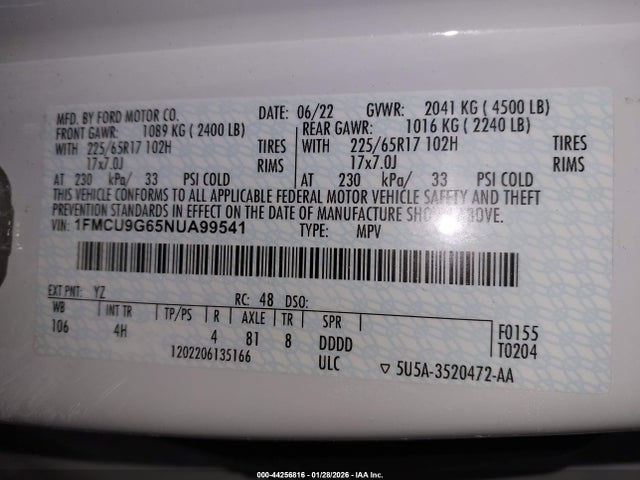 MFD. BY FORD MOTOR CO. DATE: 06/22 GVWR: 2041 KG ( 4500 LB)
FRONT GAWR: 1089 KG ( 2400 LB) REAR GAWR: 1016 KG ( 2240 LB)
WITH 225/65R17 102H TIRES WITH 225/65R17 102H TIRES
17x7.0J RIMS 17x7.0J RIMS
AT 230 kPa/ 33 PSI COLD AT 230 kPa/ 33 PSI COLD
THIS VEHICLE CONFORMS TO ALL APPLICABLE FEDERAL MOTOR VEHICLE SAFETY AND THEFT
PREVENTION STANDARDS IN EFFECT ON THE DATE OF MANUFACTURE SHOWN ABOVE.
VIN: 1FMCU9G65NUA99541 TYPE: MPV
EXT PNT: YZ RC: 48 DSO:
WB INT TR TP/PS R AXLE TR SPR
106 4H 4 81 8 DDDD
1202206135166 ULC
F0155
T0204
▽ 5U5A-3520472-AA
000-44256816 | 01/28/2026 - IAA Inc.